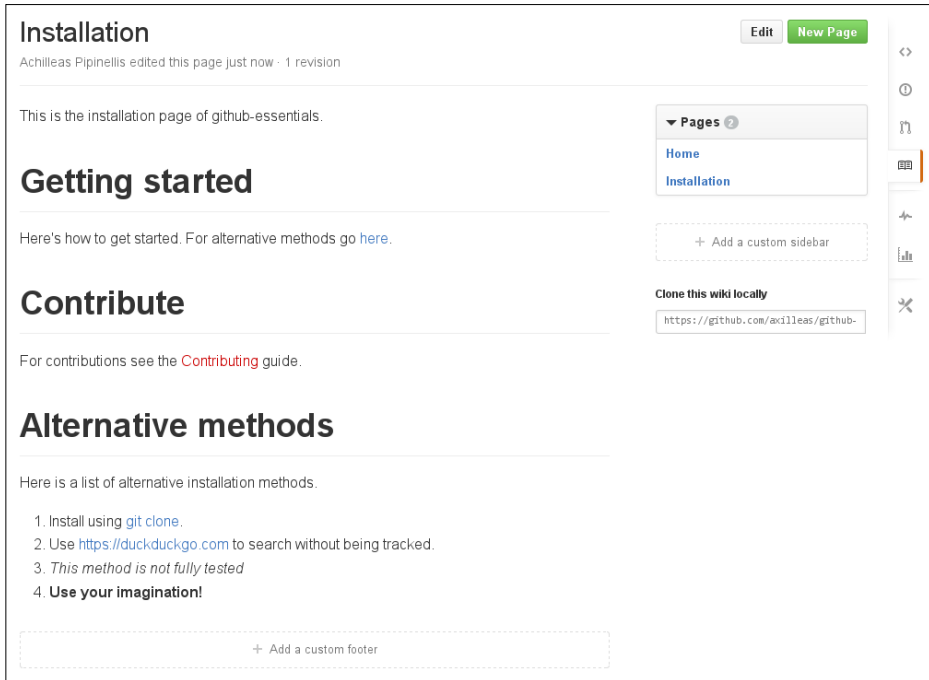 Installation
Edit
New Page
Achilleas Pipinellis edited this page just now · 1 revision
This is the installation page of github-essentials.
Pages 2
Home
Installation
Getting started
Here's how to get started. For alternative methods go here.
+ Add a custom sidebar
Contribute
Clone this wiki locally
https://github.com/axilleas/github-
For contributions see the Contributing guide.
Alternative methods
Here is a list of alternative installation methods.
1. Install using git clone.
2. Use https://duckduckgo.com to search without being tracked.
3. This method is not fully tested
4. Use your imagination!
+ Add a custom footer